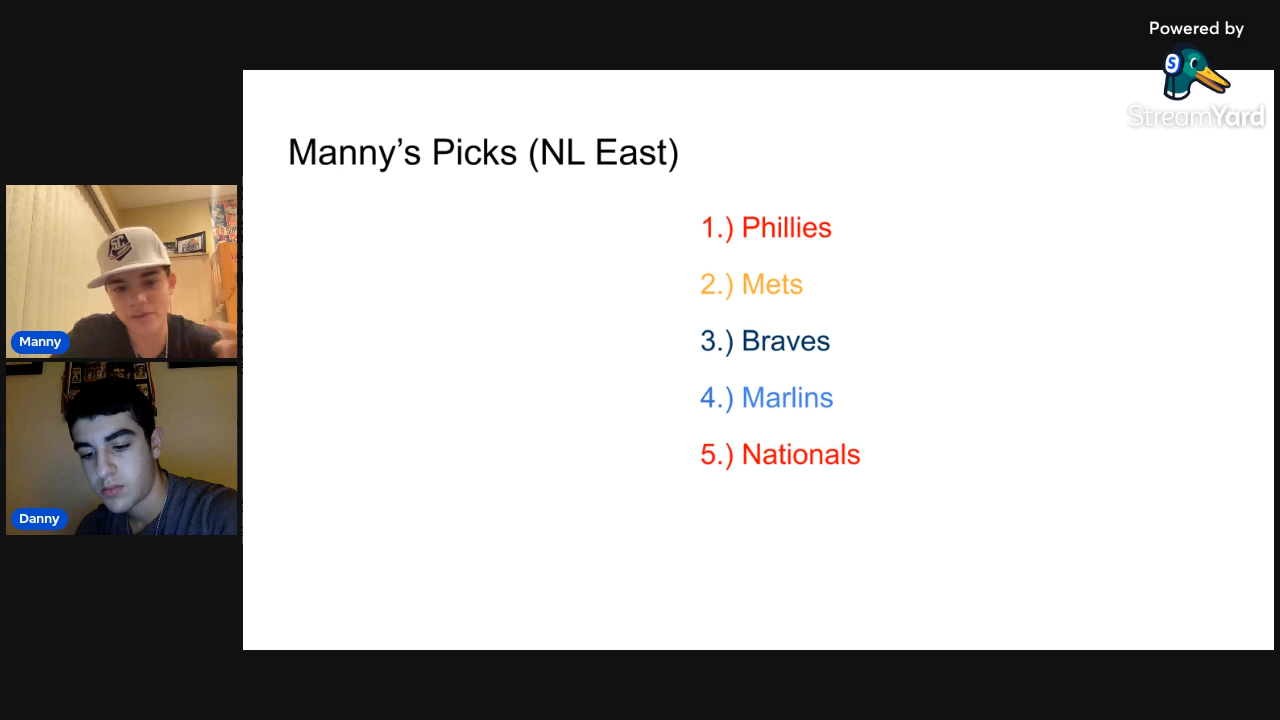 Powered by
StreamYard
Manny’s Picks (NL East)
1.) Phillies
2.) Mets
3.) Braves
4.) Marlins
5.) Nationals
SC
Manny
Danny